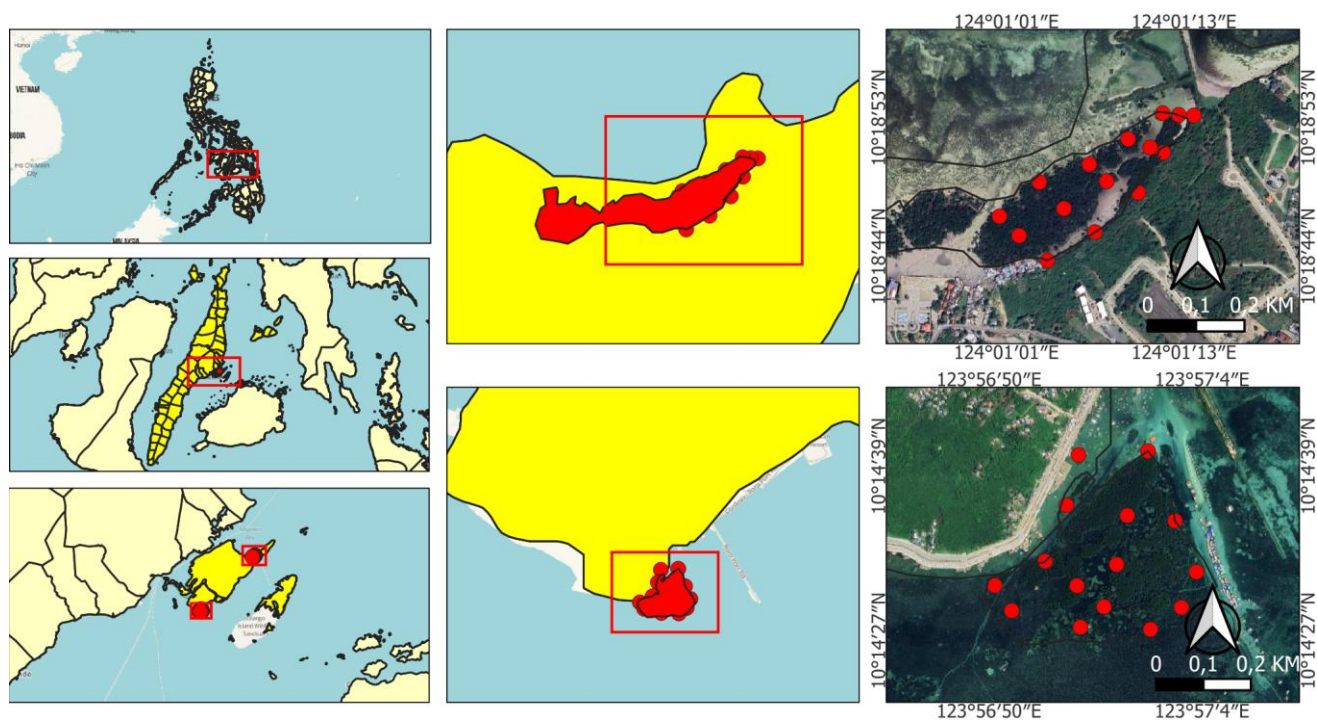 Hanoi
VIETNAM
MALAYSIA
124°01′01″E 124°01′13″E
10°18′53″N
10°18′44″N
10°18′53″N
10°18′44″N
0 0,1 0,2 KM
124°01′01″E 124°01′13″E
123°56′50″E 123°57′4″E
10°14′39″N
10°14′27″N
10°14′39″N
10°14′27″N
0 0,1 0,2 KM
123°56′50″E 123°57′4″E